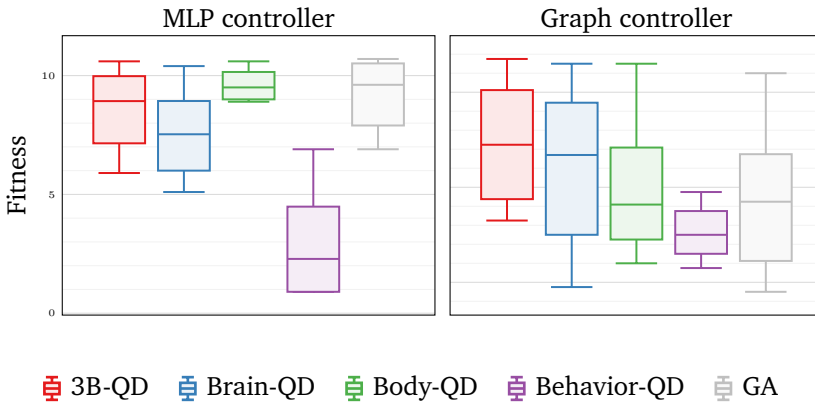 MLP controller
Graph controller
10
5
0
Fitness
3B-QD Brain-QD Body-QD Behavior-QD GA